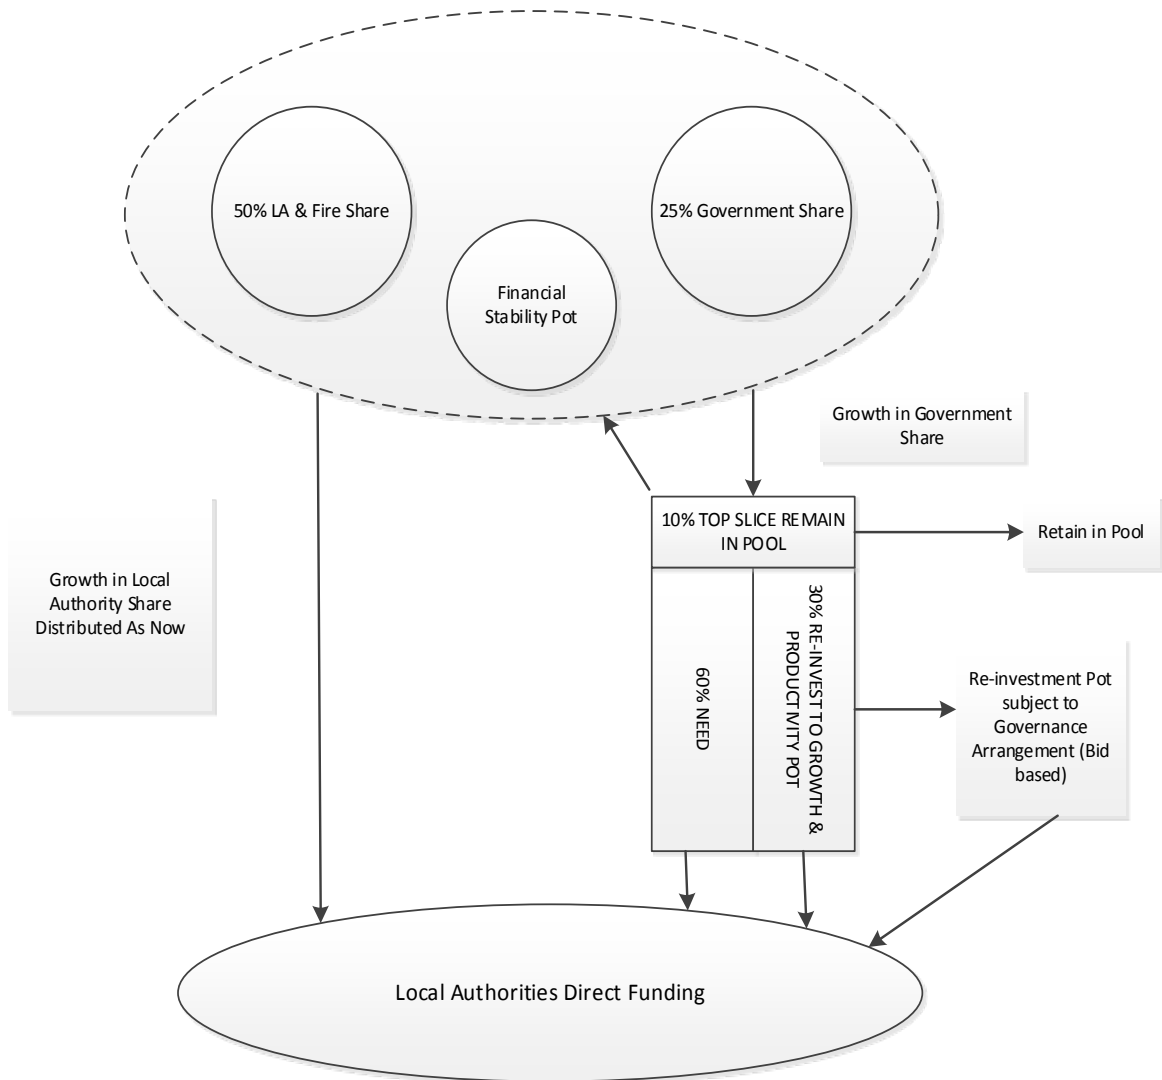 50% LA & Fire Share
25% Government Share
Financial
Stability Pot
Growth in Government
Share
10% TOP SLICE REMAIN
IN POOL
Retain in Pool
Growth in Local
Authority Share
Distributed As Now
60% NEED
30% RE-INVEST TO GROWTH &
PRODUCTIVITY POT
Re-investment Pot
subject to
Governance
Arrangement (Bid
based)
Local Authorities Direct Funding